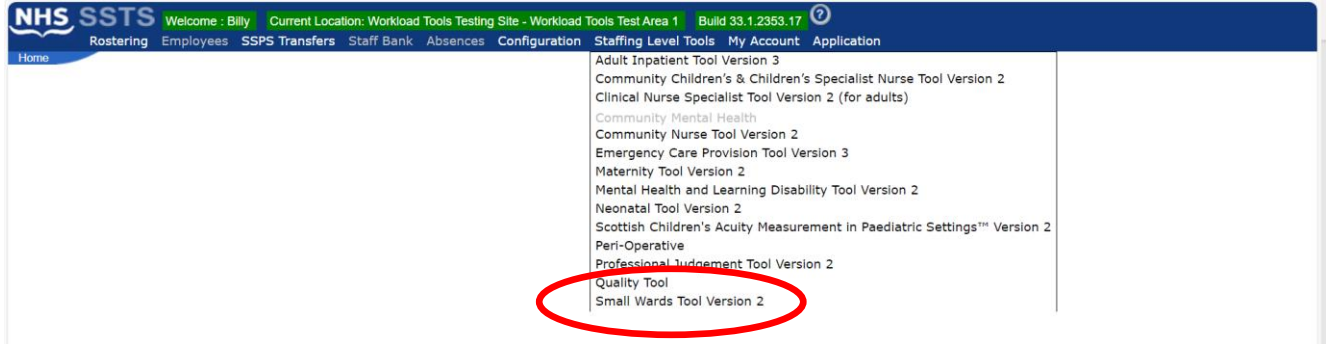 NHS SSTS Welcome : Billy Current Location: Workload Tools Testing Site - Workload Tools Test Area 1 Build 33.1.2353.17 ?
Rostering Employees SSPS Transfers Staff Bank Absences Configuration Staffing Level Tools My Account Application
Home
Adult Inpatient Tool Version 3
Community Children’s & Children’s Specialist Nurse Tool Version 2
Clinical Nurse Specialist Tool Version 2 (for adults)
Community Mental Health
Community Nurse Tool Version 2
Emergency Care Provision Tool Version 3
Maternity Tool Version 2
Mental Health and Learning Disability Tool Version 2
Neonatal Tool Version 2
Scottish Children's Acuity Measurement in Paediatric Settings™ Version 2
Peri-Operative
Professional Judgement Tool Version 2
Quality Tool
Small Wards Tool Version 2